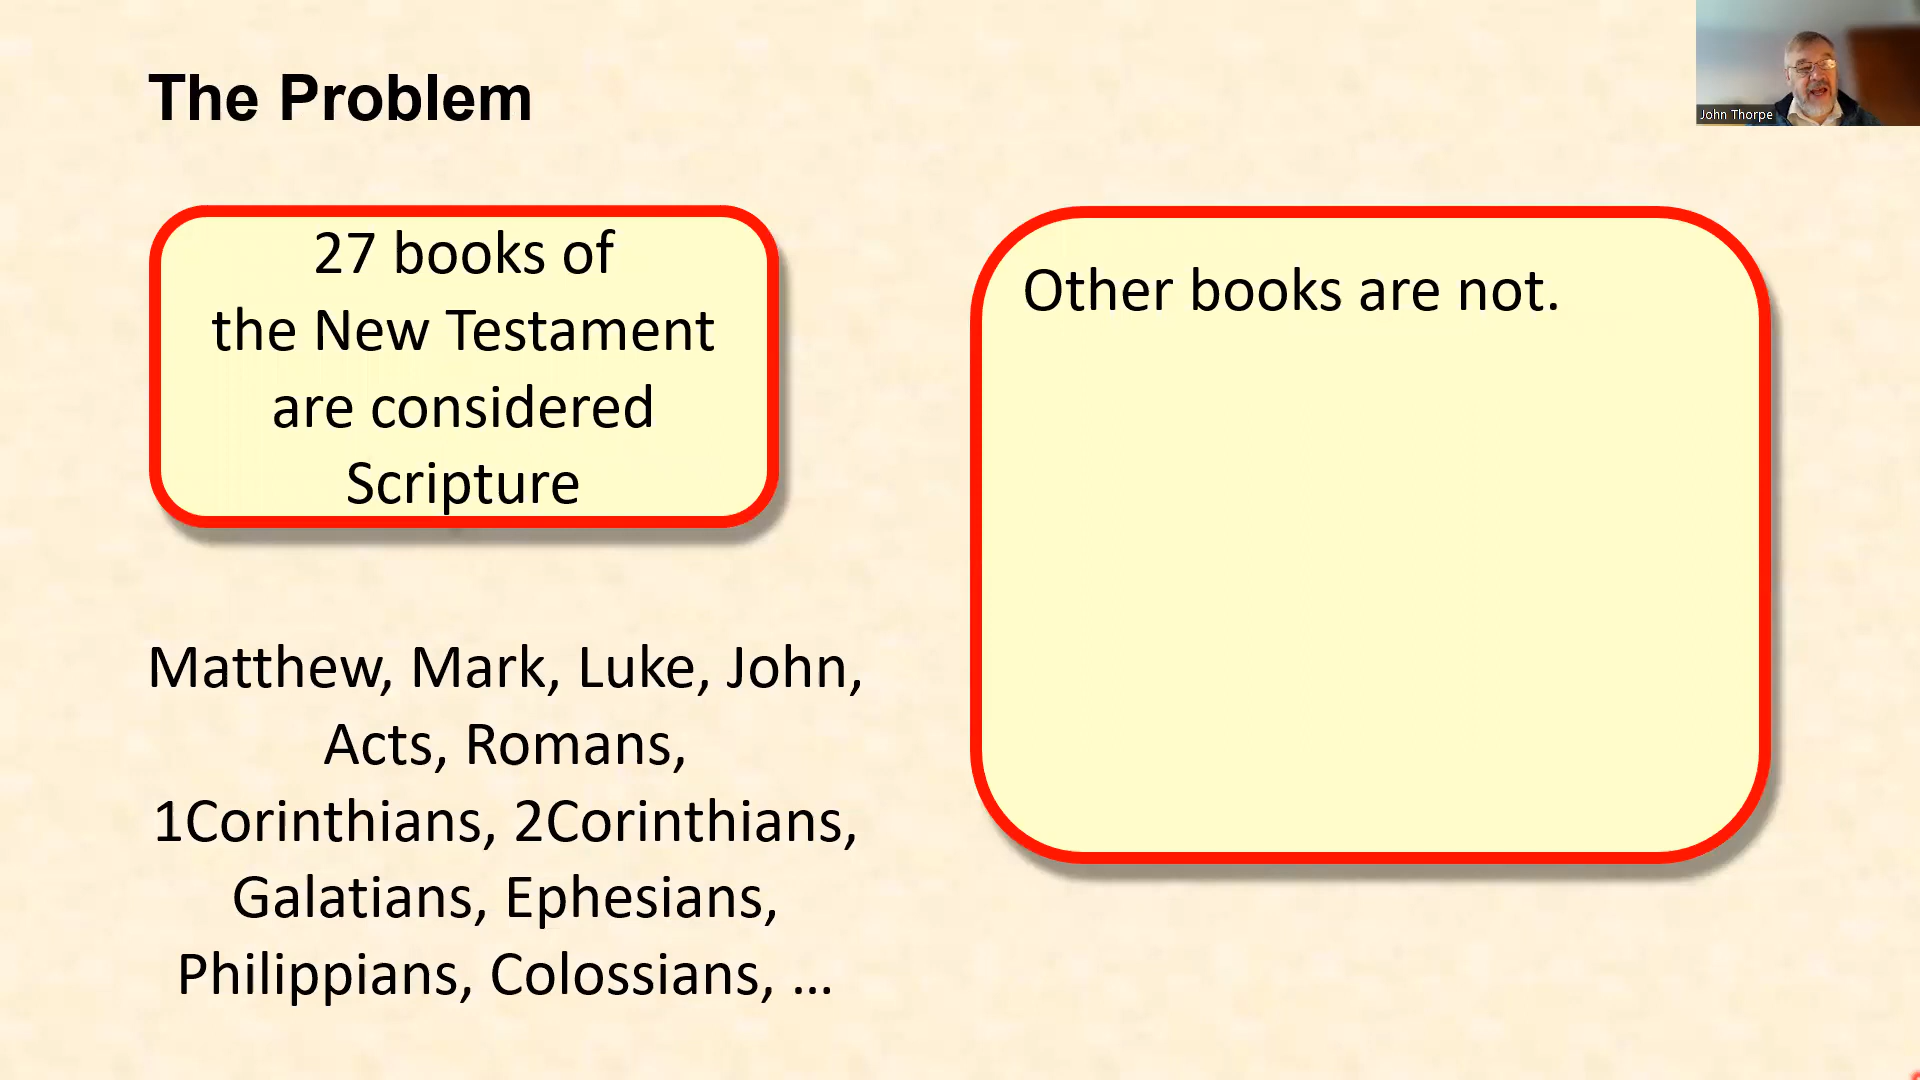 The Problem
John Thorpe
27 books of
the New Testament
are considered
Scripture
Other books are not.
Matthew, Mark, Luke, John,
Acts, Romans,
1Corinthians, 2Corinthians,
Galatians, Ephesians,
Philippians, Colossians, ...